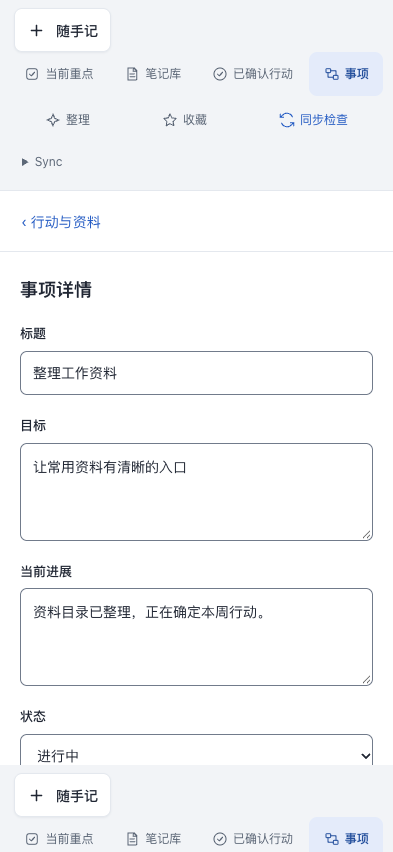 随手记
当前重点 笔记库 已确认行动 事项
整理 收藏 同步检查
Sync
‹ 行动与资料
事项详情
标题
整理工作资料
目标
让常用资料有清晰的入口
当前进展
资料目录已整理，正在确定本周行动。
状态
进行中
随手记
当前重点 笔记库 已确认行动 事项